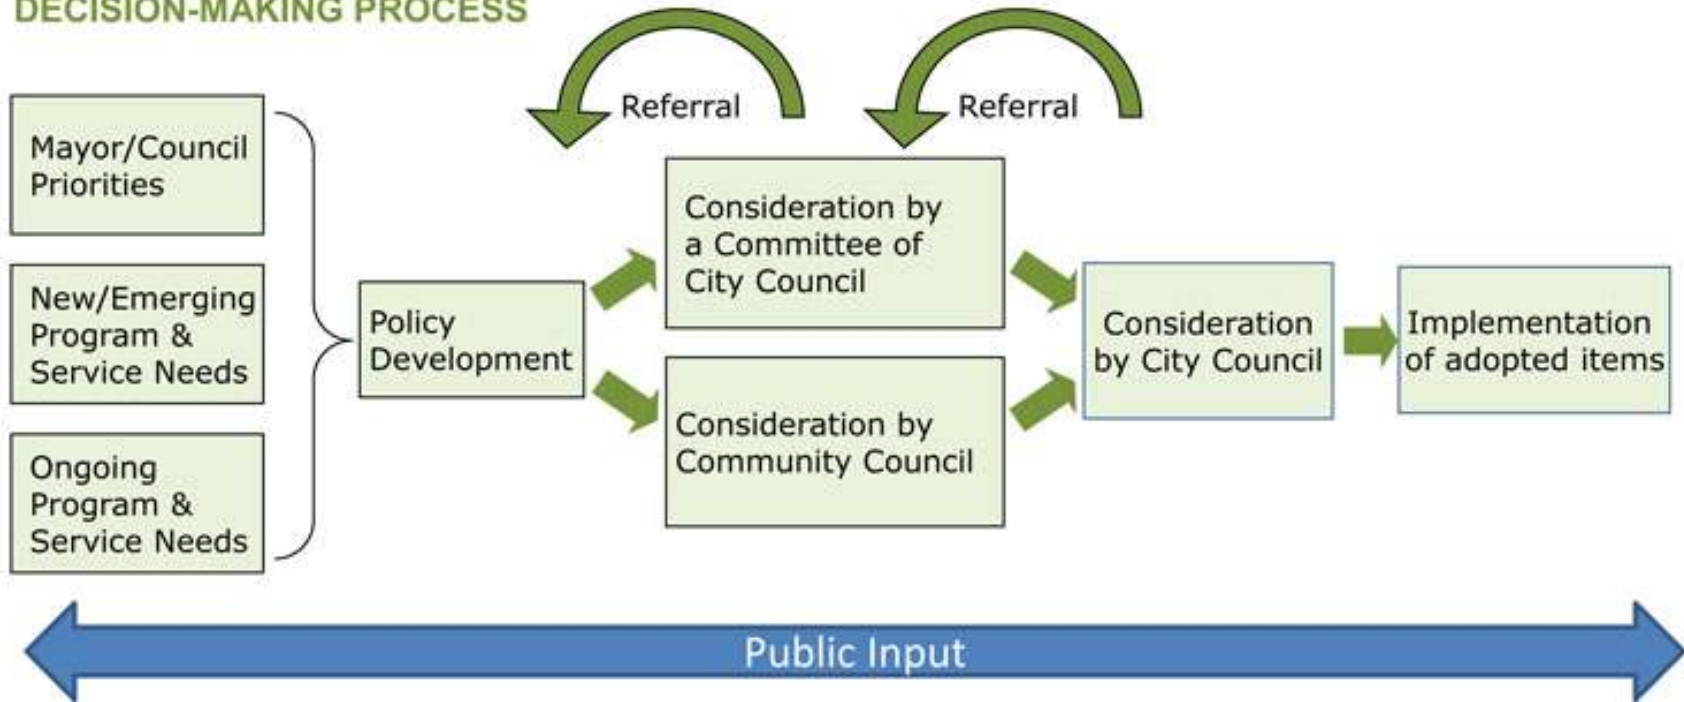 DECISION-MAKING PROCESS
Referral
Referral
Mayor/Council
Priorities
New/Emerging
Program &
Service Needs
Ongoing
Program &
Service Needs
Policy
Development
Consideration by
a Committee of
City Council
Consideration by
Community Council
Consideration
by City Council
Implementation
of adopted items
Public Input